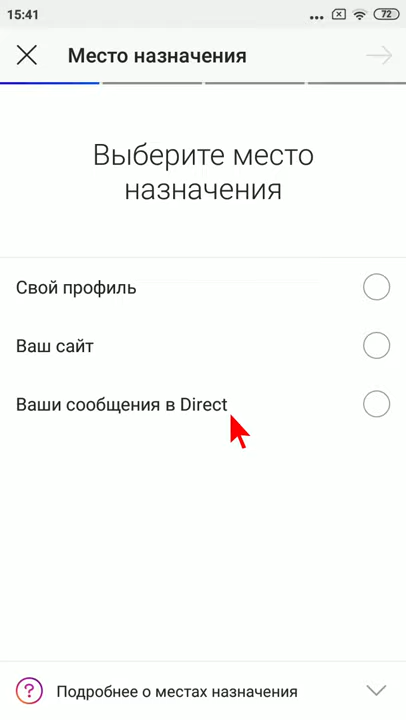 15:41
72
Место назначения
Выберите место
назначения
Свой профиль
Ваш сайт
Ваши сообщения в Direct
? Подробнее о местах назначения